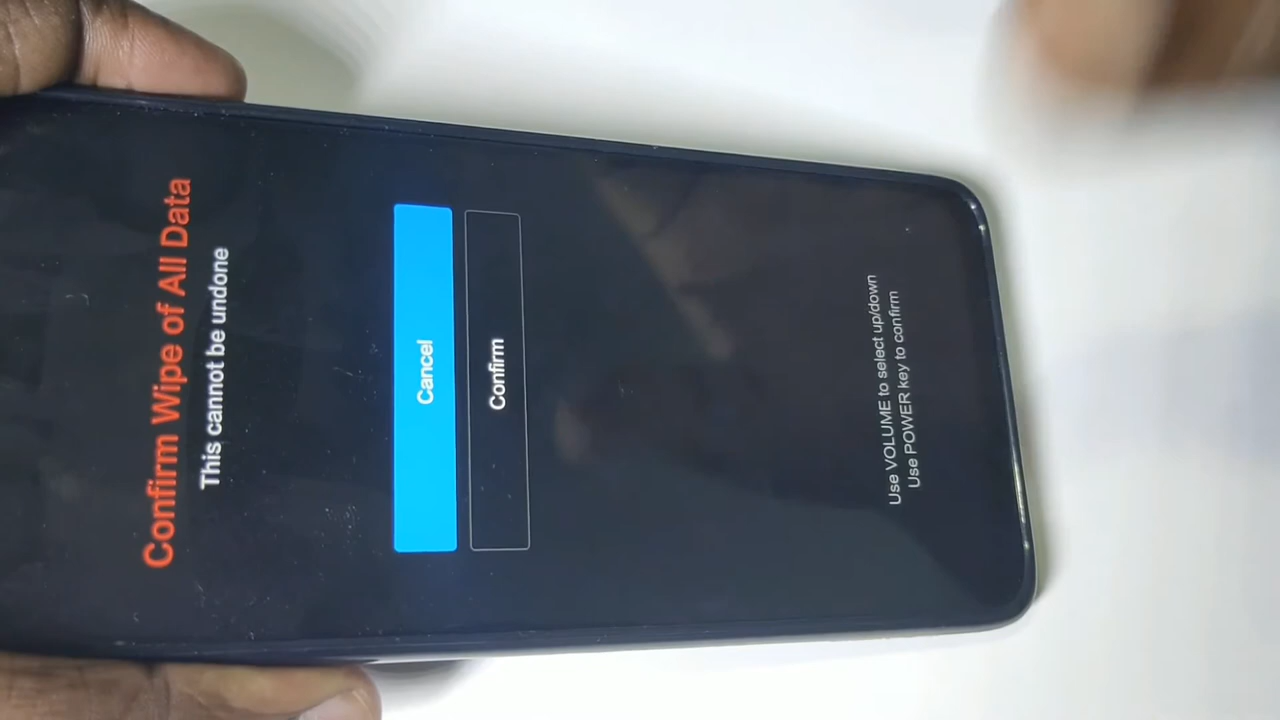 Confirm Wipe of All Data
This cannot be undone
Cancel
Confirm
Use VOLUME to select up/down
Use POWER key to confirm